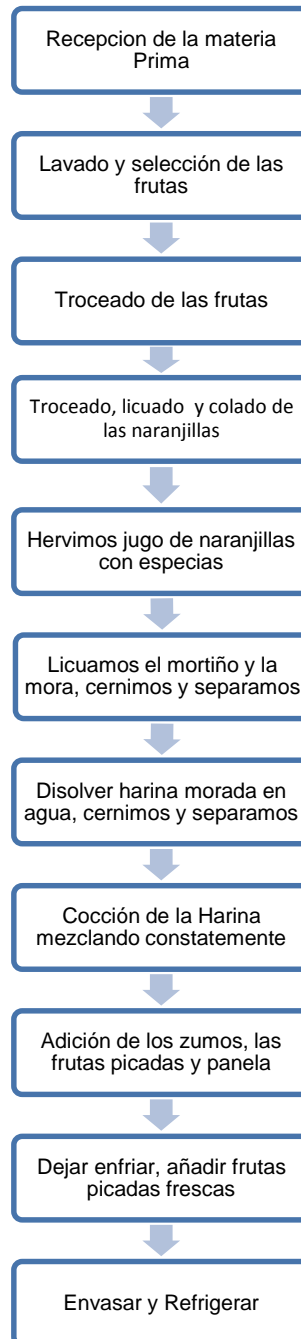 Recepcion de la materia
Prima
Lavado y selección de las
frutas
Troceado de las frutas
Troceado, licuado y colado de
las naranjillas
Hervimos jugo de naranjillas
con especias
Licuamos el mortiño y la
mora, cernimos y separamos
Disolver harina morada en
agua, cernimos y separamos
Cocción de la Harina
mezclando constatemente
Adición de los zumos, las
frutas picadas y panela
Dejar enfriar, añadir frutas
picadas frescas
Envasar y Refrigerar